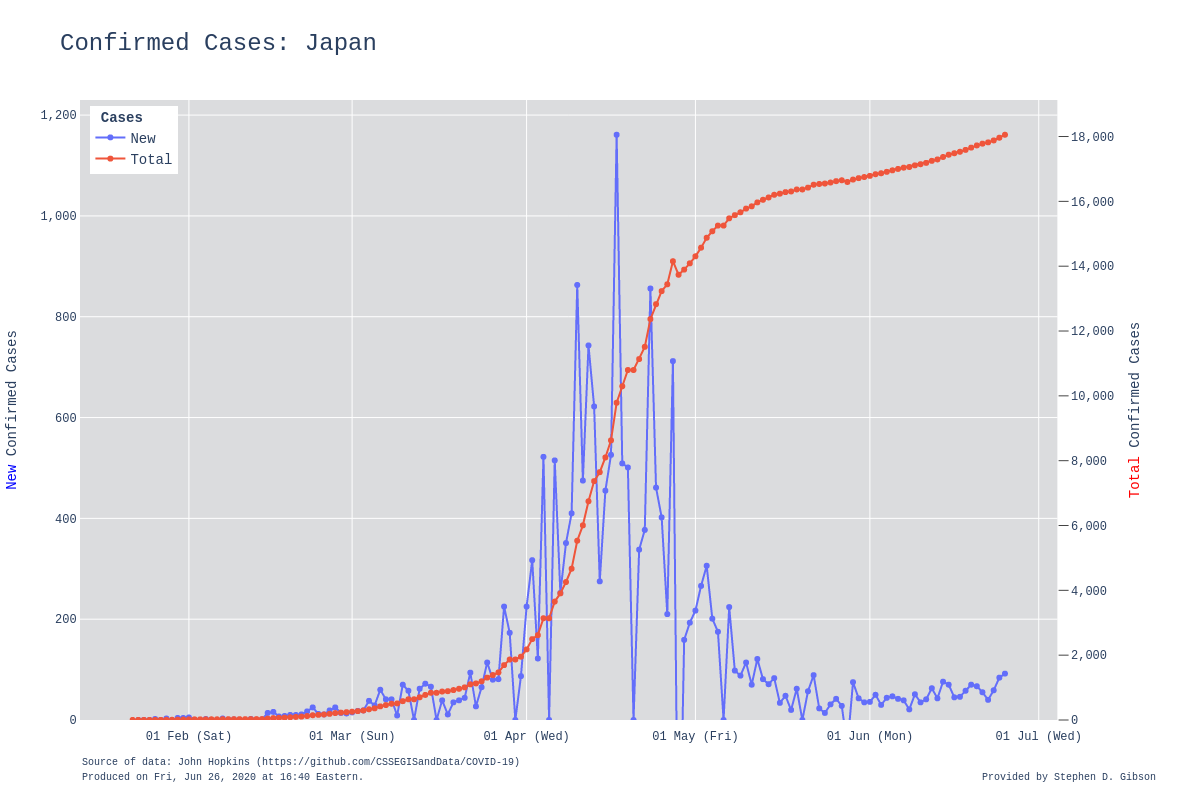 Confirmed Cases: Japan
Cases
New
Total
1,200
1,000
800
600
400
200
0
18,000
16,000
14,000
12,000
10,000
8,000
6,000
4,000
2,000
0
New Confirmed Cases
Total Confirmed Cases
01 Feb (Sat)
01 Mar (Sun)
01 Apr (Wed)
01 May (Fri)
01 Jun (Mon)
01 Jul (Wed)
Source of data: John Hopkins (https://github.com/CSSEGISandData/COVID-19)
Produced on Fri, Jun 26, 2020 at 16:40 Eastern.
Provided by Stephen D. Gibson